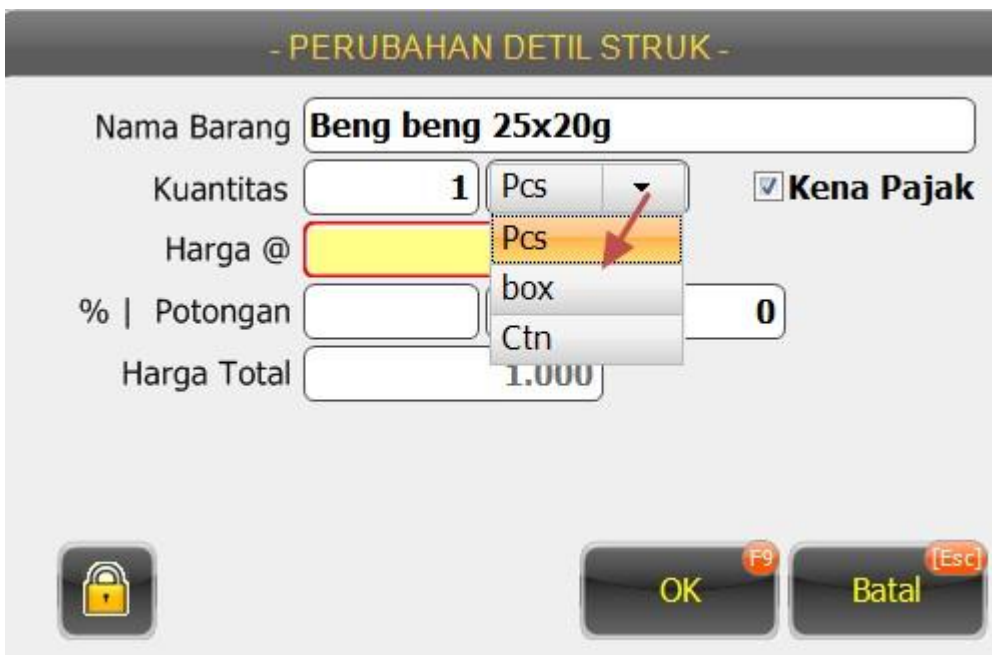 - PERUBAHAN DETIL STRUK -
Nama Barang Beng beng 25x20g
Kuantitas 1 Pcs Kena Pajak
Harga @ Pcs
box
% | Potongan 0
Ctn
Harga Total 1.000
OK F9 Batal [Esc]